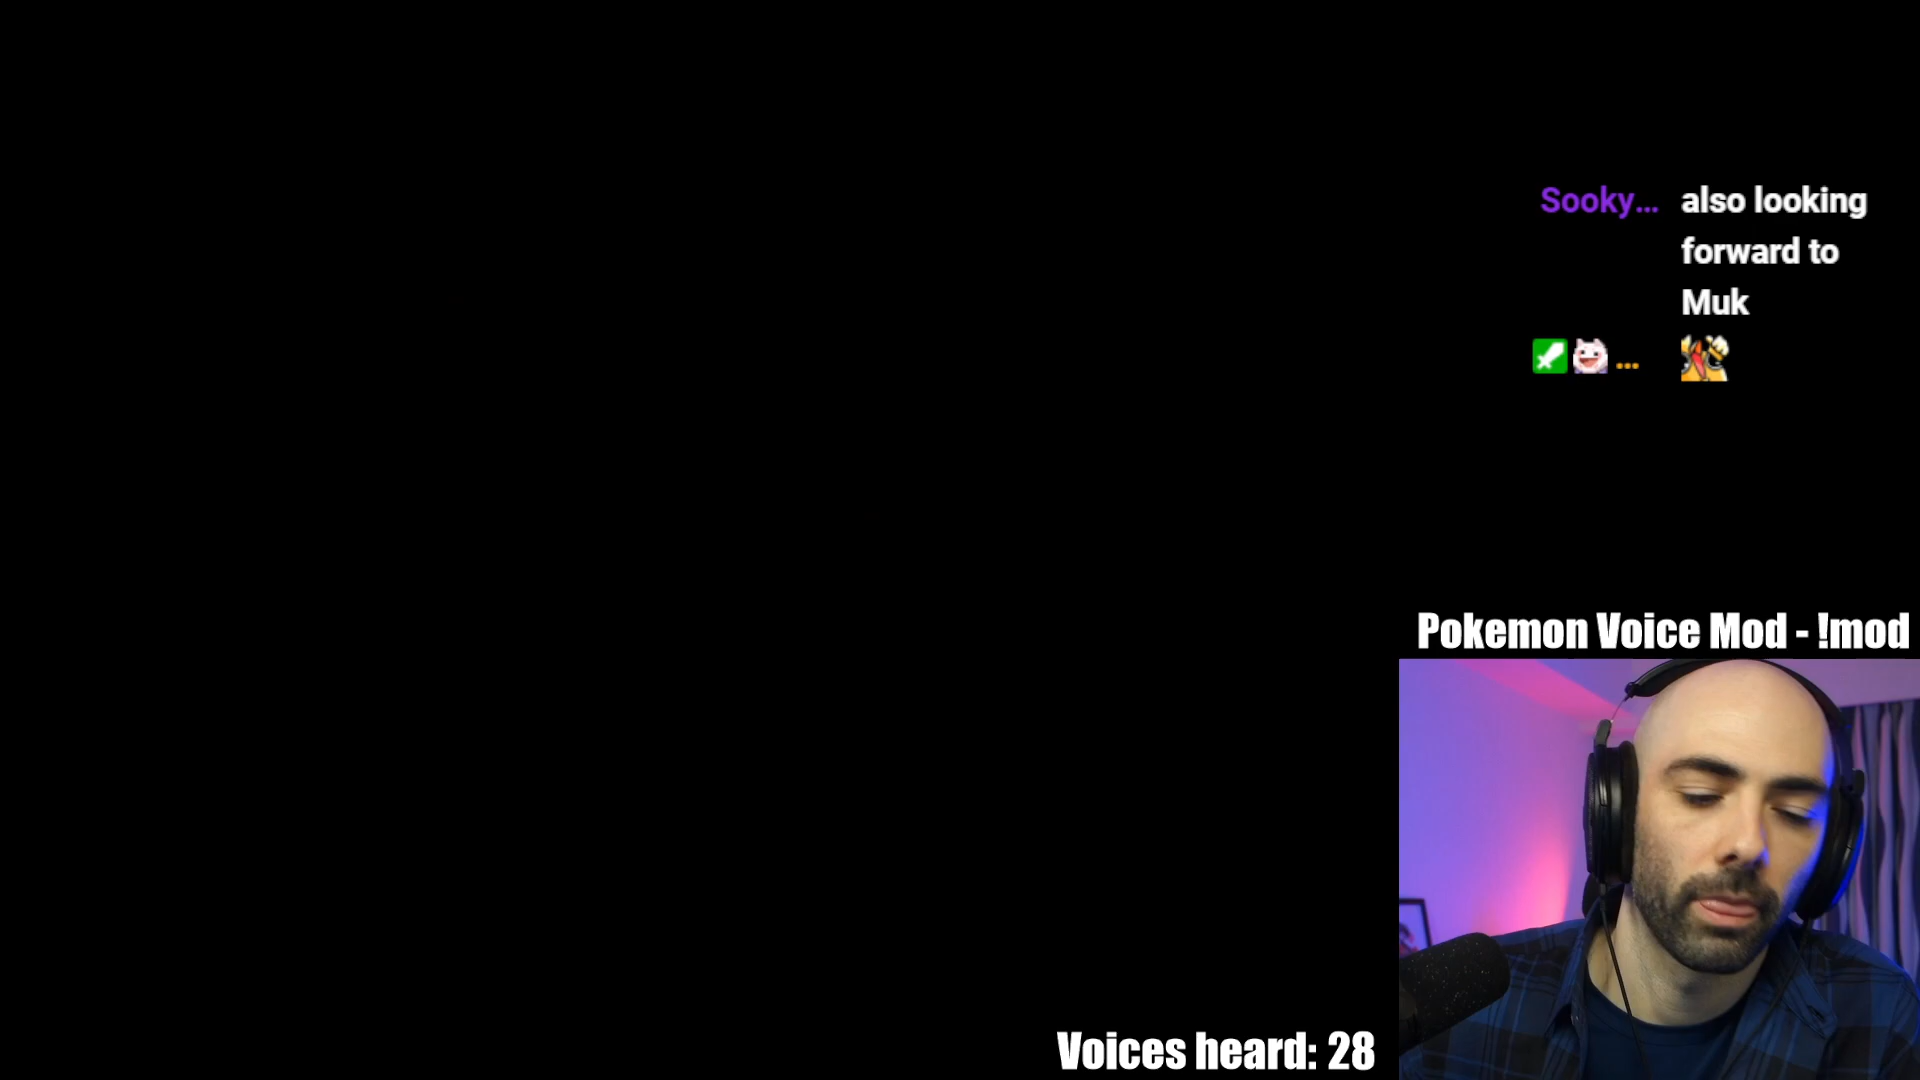 Sooky... also looking
forward to
Muk
...
Pokemon Voice Mod - !mod
Voices heard: 28